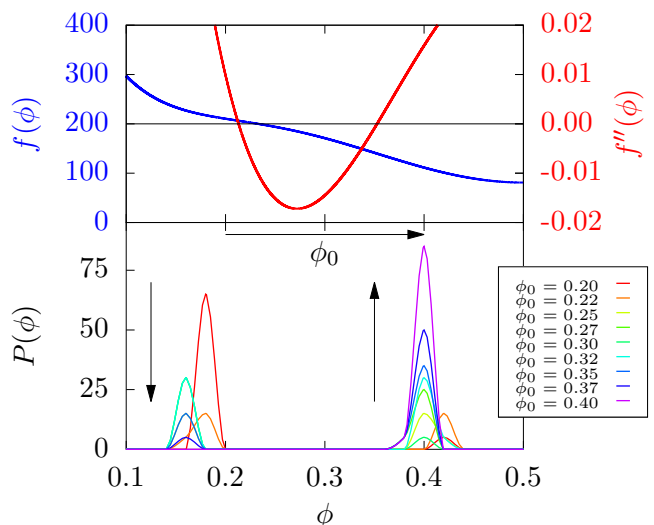 400
300
200
100
0
f(ϕ)
0.02
0.01
0.00
-0.01
-0.02
f''(ϕ)
ϕ₀
75
50
25
0
P(ϕ)
ϕ₀ = 0.20
ϕ₀ = 0.22
ϕ₀ = 0.25
ϕ₀ = 0.27
ϕ₀ = 0.30
ϕ₀ = 0.32
ϕ₀ = 0.35
ϕ₀ = 0.37
ϕ₀ = 0.40
0.1 0.2 0.3 0.4 0.5
ϕ